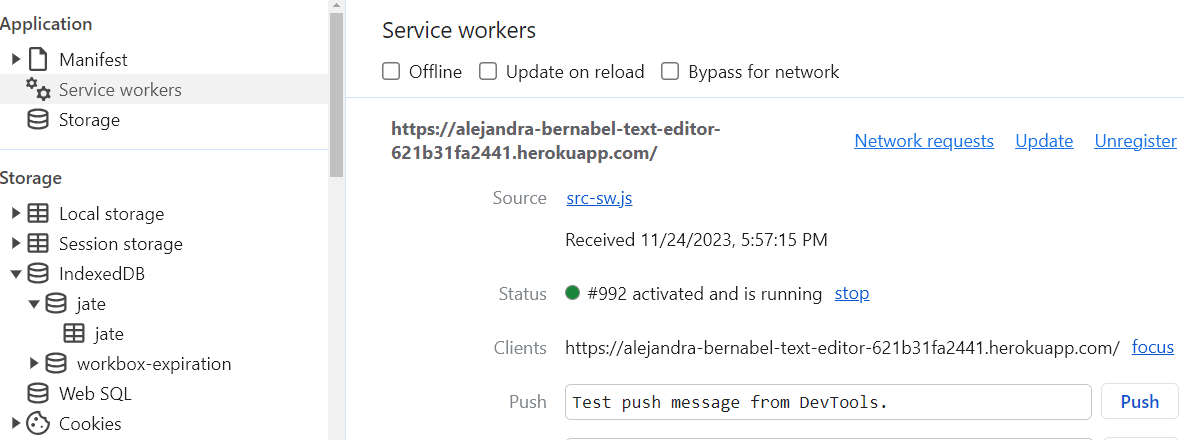 Application
Manifest
Service workers
Storage
Storage
Local storage
Session storage
IndexedDB
jate
jate
workbox-expiration
Web SQL
Cookies
Service workers
Offline Update on reload Bypass for network
https://alejandra-bernabel-text-editor-
621b31fa2441.herokuapp.com/
Network requests Update Unregister
Source src-sw.js
Received 11/24/2023, 5:57:15 PM
Status #992 activated and is running stop
Clients https://alejandra-bernabel-text-editor-621b31fa2441.herokuapp.com/ focus
Push Test push message from DevTools. Push